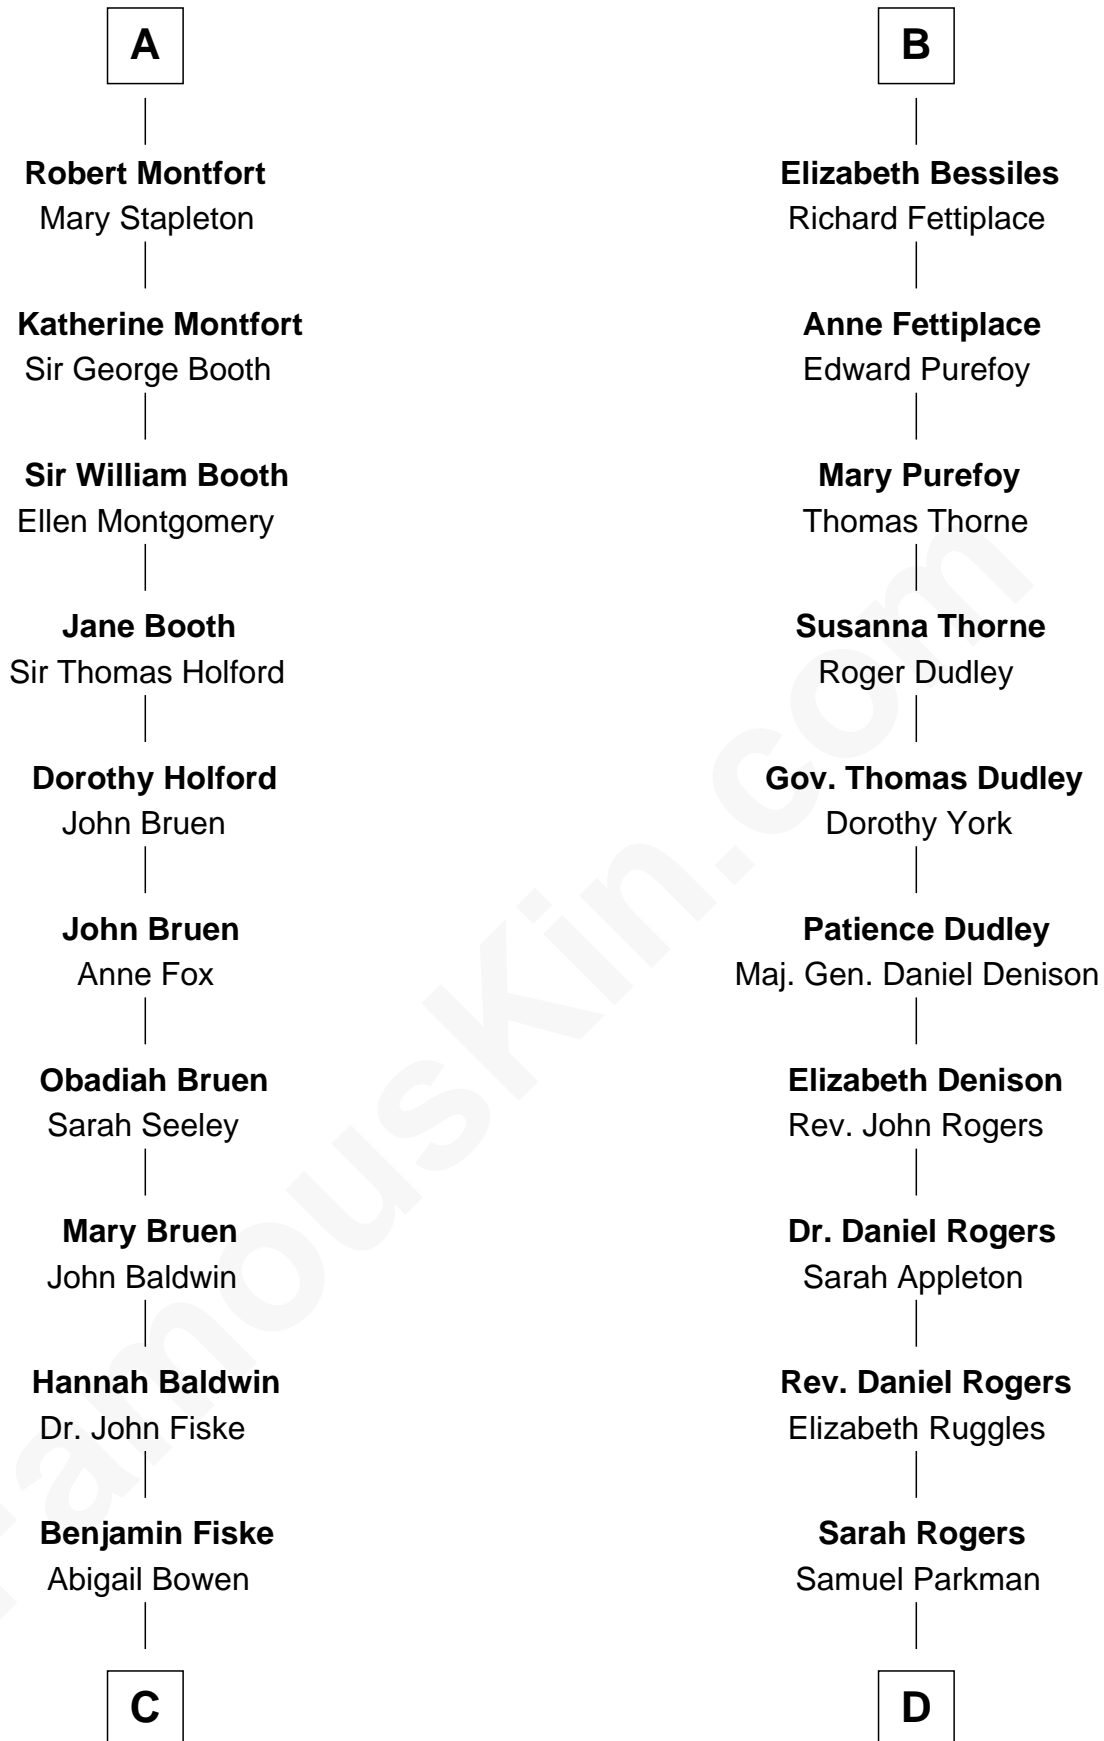 A
Robert Montfort
Mary Stapleton
Katherine Montfort
Sir George Booth
Sir William Booth
Ellen Montgomery
Jane Booth
Sir Thomas Holford
Dorothy Holford
John Bruen
John Bruen
Anne Fox
Obadiah Bruen
Sarah Seeley
Mary Bruen
John Baldwin
Hannah Baldwin
Dr. John Fiske
Benjamin Fiske
Abigail Bowen
C
B
Elizabeth Bessiles
Richard Fettiplace
Anne Fettiplace
Edward Purefoy
Mary Purefoy
Thomas Thorne
Susanna Thorne
Roger Dudley
Gov. Thomas Dudley
Dorothy York
Patience Dudley
Maj. Gen. Daniel Denison
Elizabeth Denison
Rev. John Rogers
Dr. Daniel Rogers
Sarah Appleton
Rev. Daniel Rogers
Elizabeth Ruggles
Sarah Rogers
Samuel Parkman
D
FamousKin.com